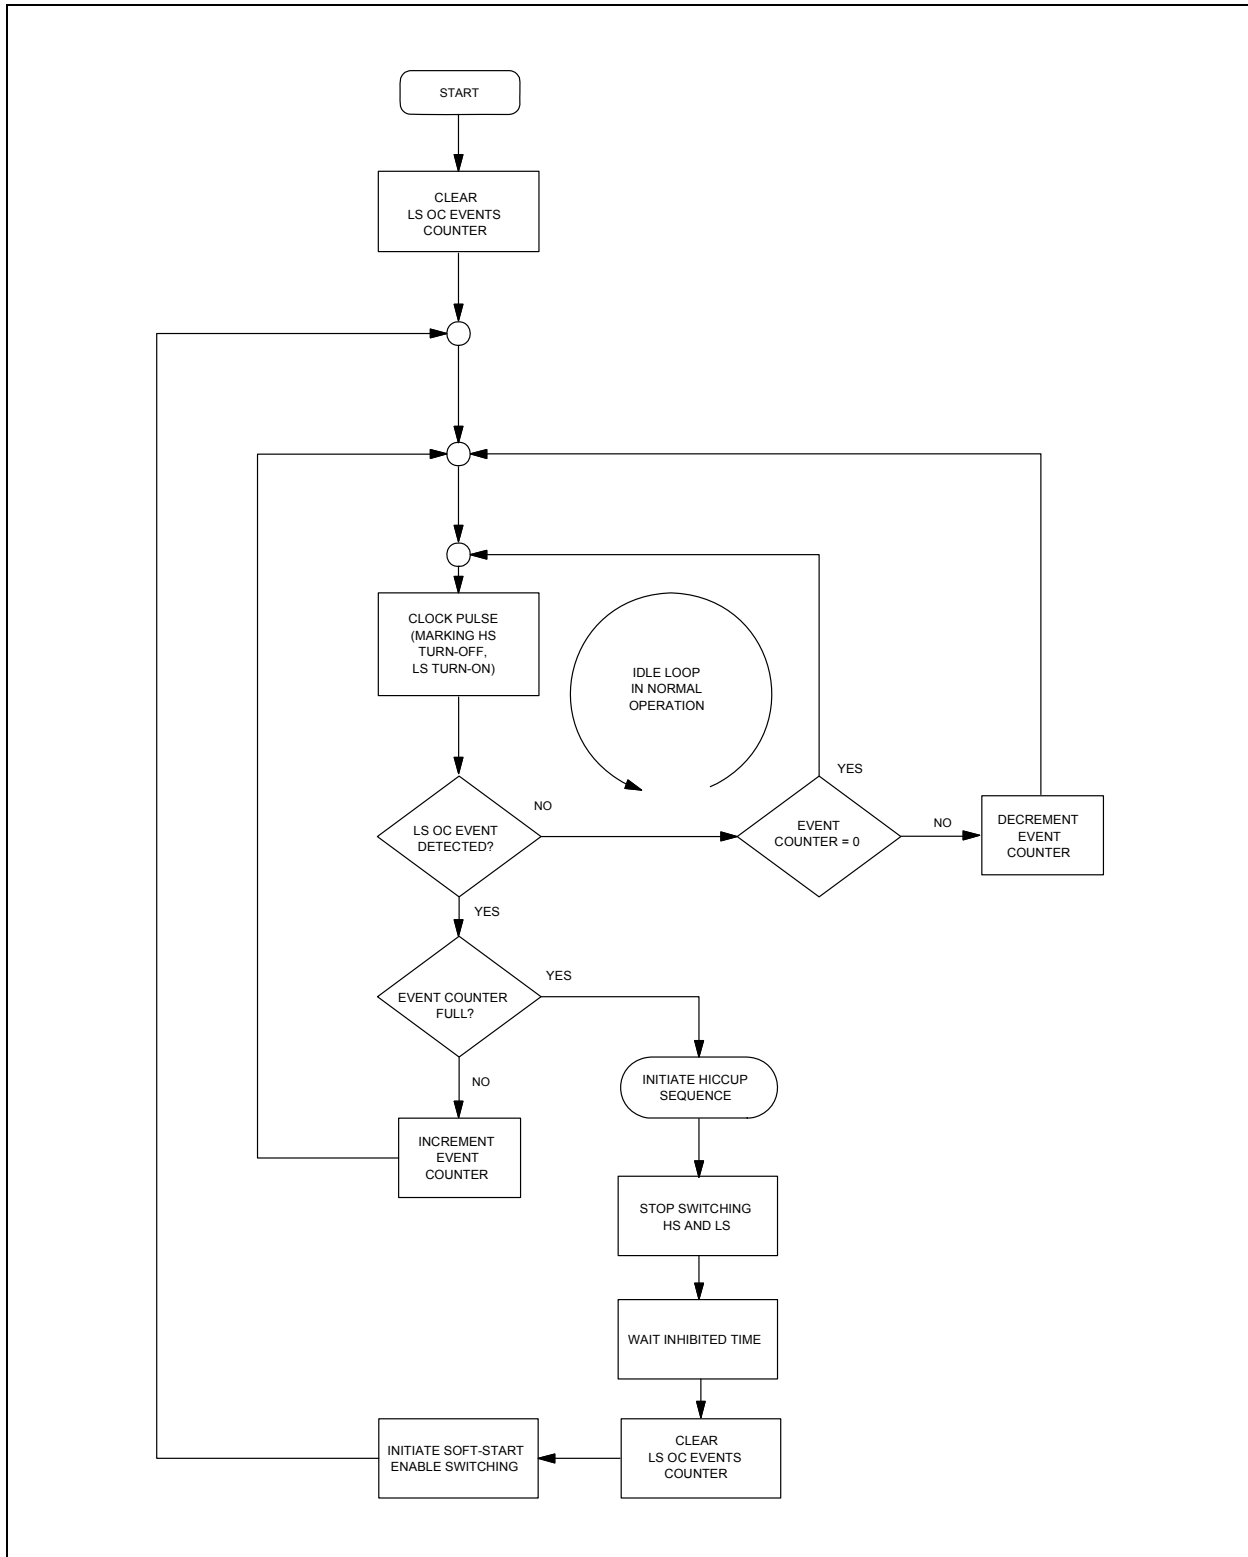 START
CLEAR
LS OC EVENTS
COUNTER
CLOCK PULSE
(MARKING HS
TURN-OFF,
LS TURN-ON)
IDLE LOOP
IN NORMAL
OPERATION
LS OC EVENT
DETECTED?
NO
EVENT
COUNTER = 0
YES
NO
DECREMENT
EVENT
COUNTER
YES
EVENT COUNTER
FULL?
YES
NO
INCREMENT
EVENT
COUNTER
INITIATE HICCUP
SEQUENCE
STOP SWITCHING
HS AND LS
WAIT INHIBITED TIME
CLEAR
LS OC EVENTS
COUNTER
INITIATE SOFT-START
ENABLE SWITCHING